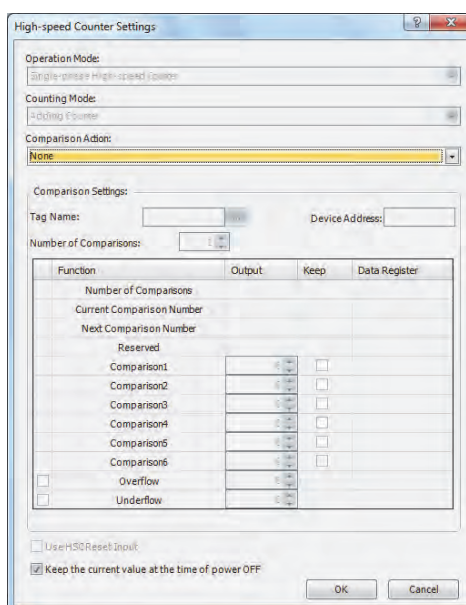 High-speed Counter Settings
Operation Mode:
Single-phase High-speed Counter
Counting Mode:
Adding Counter
Comparison Action:
None
Comparison Settings:
Tag Name:
Device Address:
Number of Comparisons:
Function Output Keep Data Register
Number of Comparisons
Current Comparison Number
Next Comparison Number
Reserved
Comparison1
Comparison2
Comparison3
Comparison4
Comparison5
Comparison6
Overflow
Underflow
Use HSC Reset Input
Keep the current value at the time of power OFF
OK Cancel